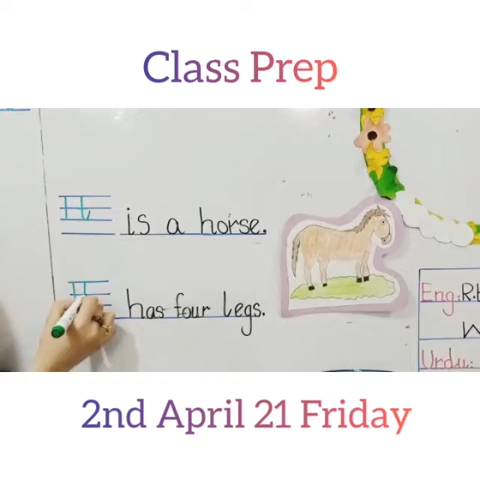 Class Prep
It is a horse.
It has four legs.
Eng:R.
Urdu:
2nd April 21 Friday